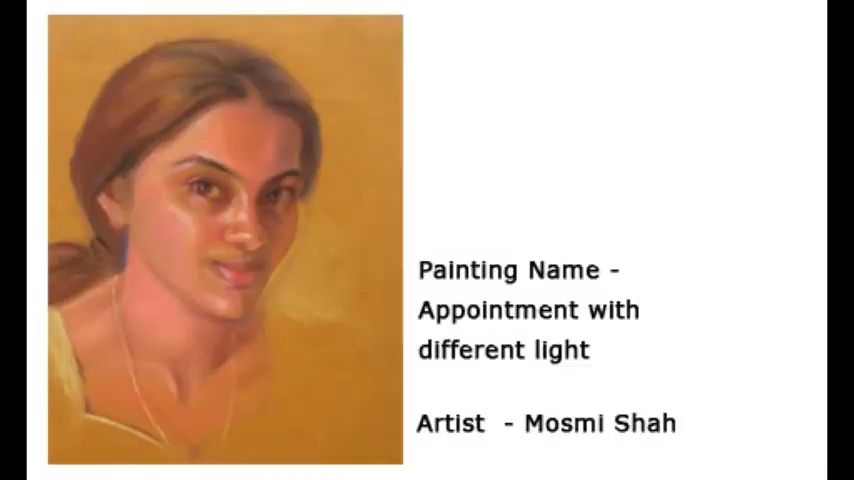 Painting Name -
Appointment with
different light
Artist - Mosmi Shah